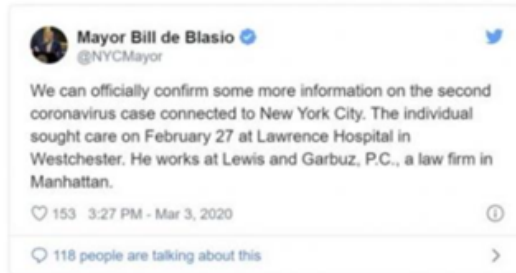 Mayor Bill de Blasio
@NYCMayor
We can officially confirm some more information on the second
coronavirus case connected to New York City. The individual
sought care on February 27 at Lawrence Hospital in
Westchester. He works at Lewis and Garbuz, P.C., a law firm in
Manhattan.
153 3:27 PM - Mar 3, 2020
118 people are talking about this